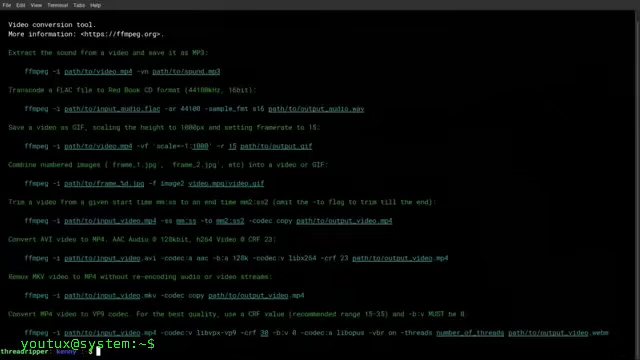 File Edit View Terminal Tabs Help
Video conversion tool.
More information: <https://ffmpeg.org>.
Extract the sound from a video and save it as MP3:
ffmpeg -i path/to/video.mp4 -vn path/to/sound.mp3
Transcode a FLAC file to Red Book CD format (44100kHz, 16bit):
ffmpeg -i path/to/input_audio.flac -ar 44100 -sample_fmt s16 path/to/output_audio.wav
Save a video as GIF, scaling the height to 1000px and setting framerate to 15:
ffmpeg -i path/to/video.mp4 -vf 'scale=-1:1000' -r 15 path/to/output.gif
Combine numbered images (`frame_1.jpg`, `frame_2.jpg`, etc) into a video or GIF:
ffmpeg -i path/to/frame_%d.jpg -f image2 video.mpg|video.gif
Trim a video from a given start time mm:ss to an end time mm2:ss2 (omit the -to flag to trim till the end):
ffmpeg -i path/to/input_video.mp4 -ss mm:ss -to mm2:ss2 -codec copy path/to/output_video.mp4
Convert AVI video to MP4. AAC Audio @ 128kbit, h264 Video @ CRF 23:
ffmpeg -i path/to/input_video.avi -codec:a aac -b:a 128k -codec:v libx264 -crf 23 path/to/output_video.mp4
Remux MKV video to MP4 without re-encoding audio or video streams:
ffmpeg -i path/to/input_video.mkv -codec copy path/to/output_video.mp4
Convert MP4 video to VP9 codec. For the best quality, use a CRF value (recommended range 15-35) and -b:v MUST be 0:
ffmpeg -i path/to/input_video.mp4 -codec:v libvpx-vp9 -crf 30 -b:v 0 -codec:a libopus -vbr on -threads number_of_threads path/to/output_video.webm
youtux@system:~$
threadripper: kenny : $